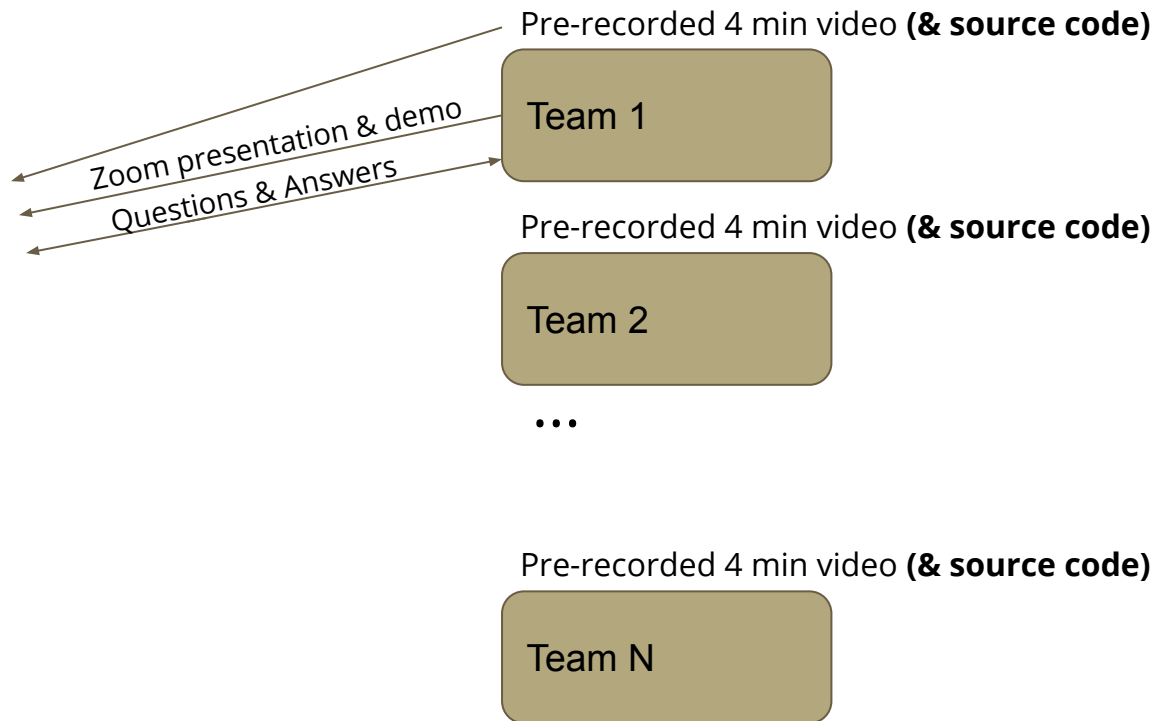 Pre-recorded 4 min video (& source code)
Team 1
Zoom presentation & demo
Questions & Answers
Pre-recorded 4 min video (& source code)
Team 2
...
Pre-recorded 4 min video (& source code)
Team N